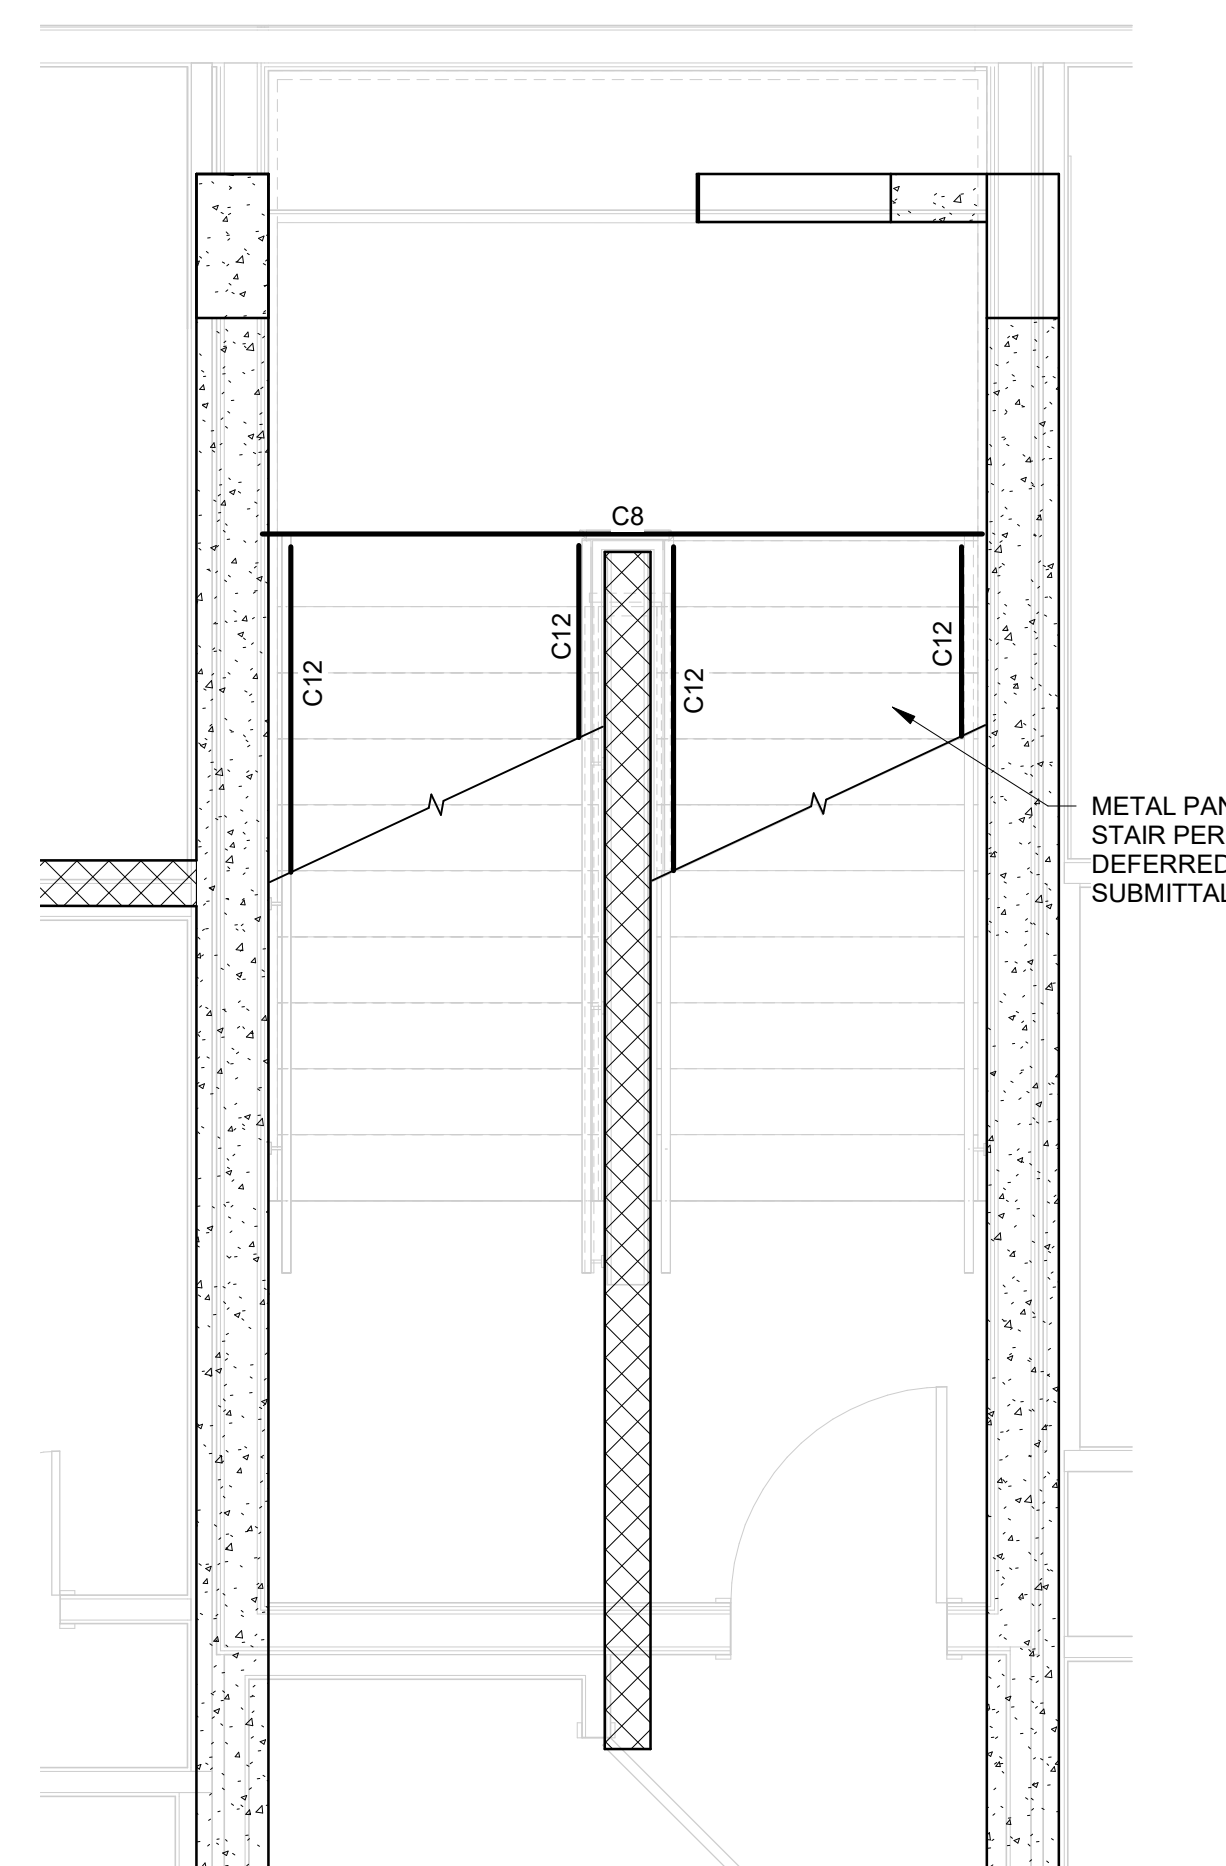 C8
C12
C12
C12
C12
METAL PAN
STAIR PER
DEFERRED
SUBMITTAL